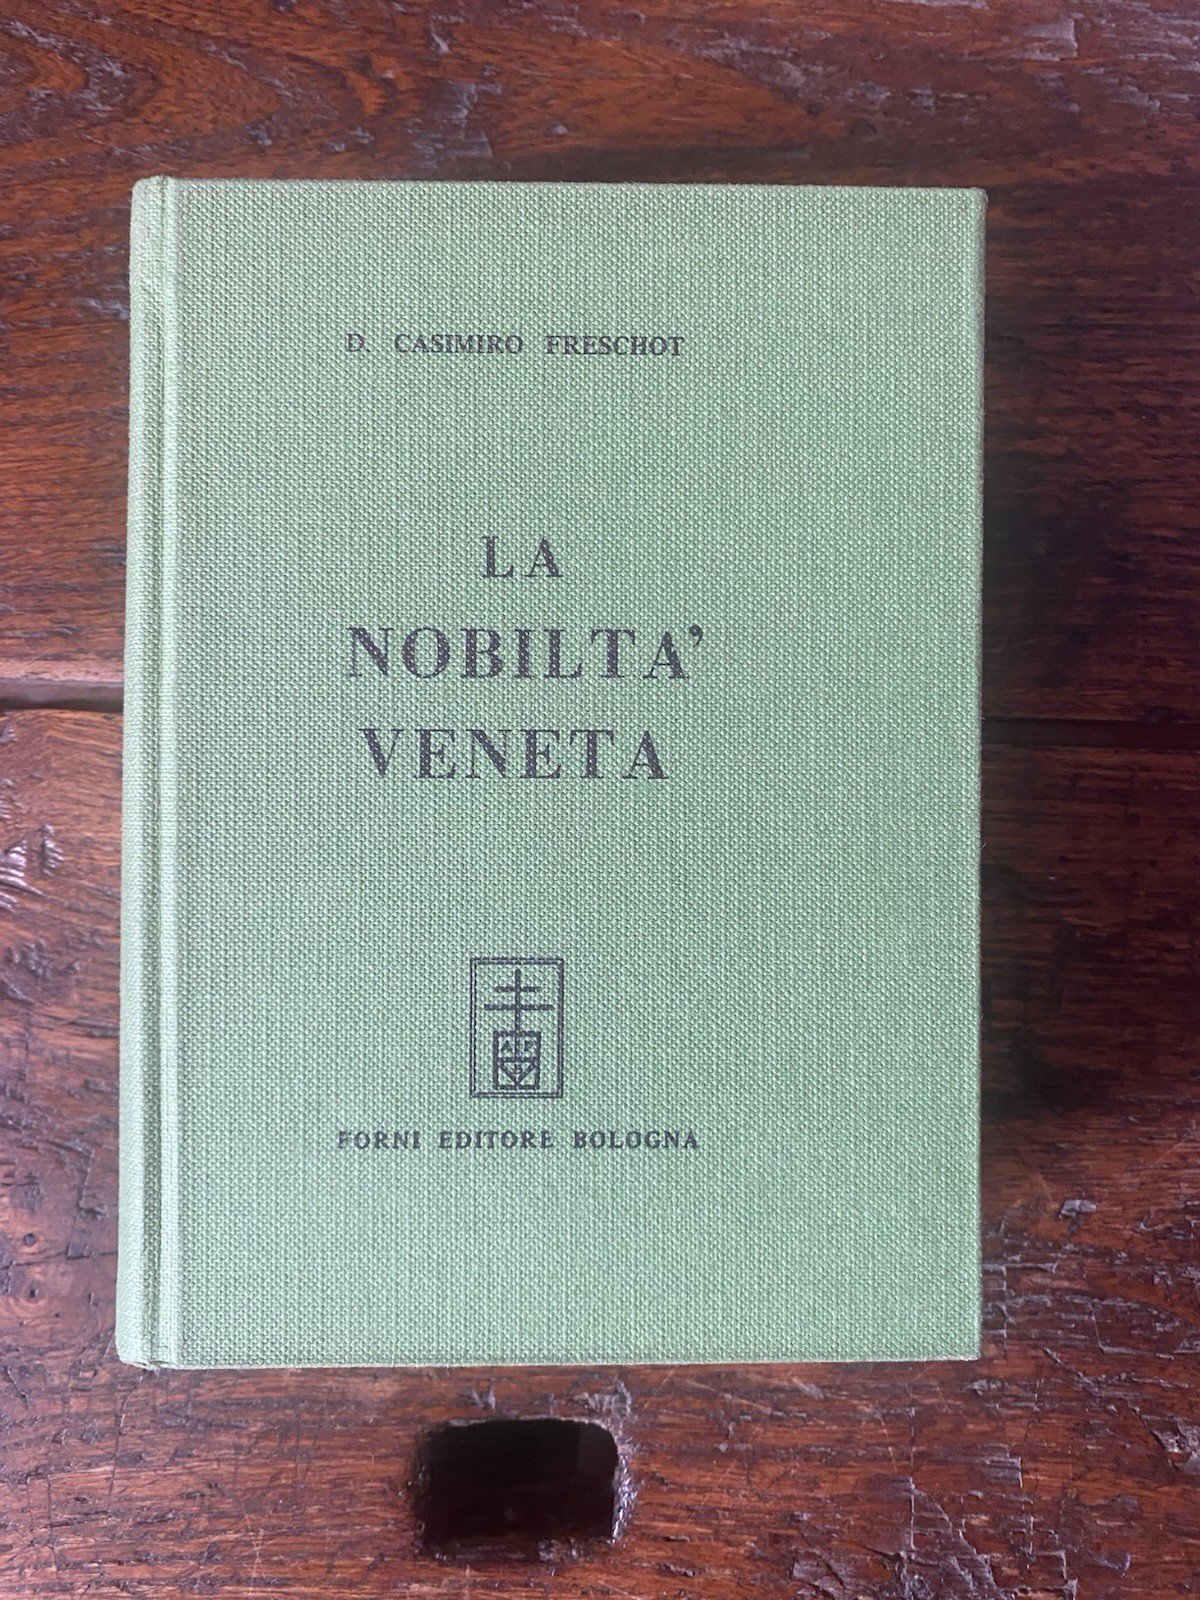 D. CASIMIRO FRESCHOT
LA
NOBILTA'
VENETA
A F
B
FORNI EDITORE BOLOGNA